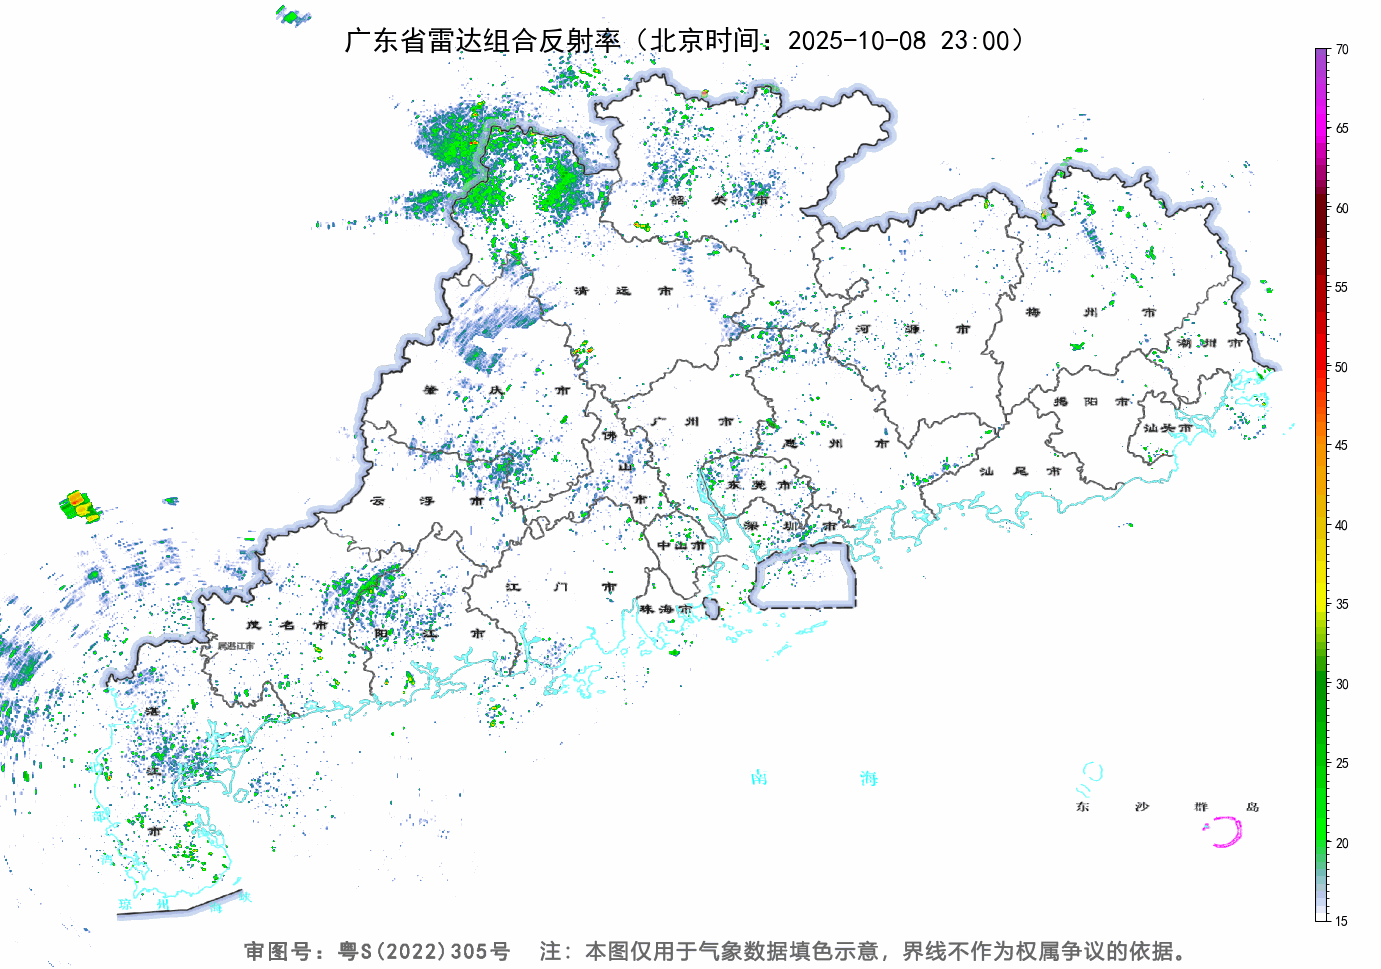 广东省雷达组合反射率（北京时间：2025-10-08 23:00）
70
65
60
55
50
45
40
35
30
25
20
15
韶关市
清远市
河源市
梅州市
潮州市
肇庆市
广州市
佛山市
惠州市
揭阳市
汕头市
汕尾市
云浮市
东莞市
深圳市
中山市
江门市
珠海市
茂名市
阳江市
属湛江市
湛江市
南海
东沙群岛
琼州海峡
审图号：粤S(2022)305号 注：本图仅用于气象数据填色示意，界线不作为权属争议的依据。